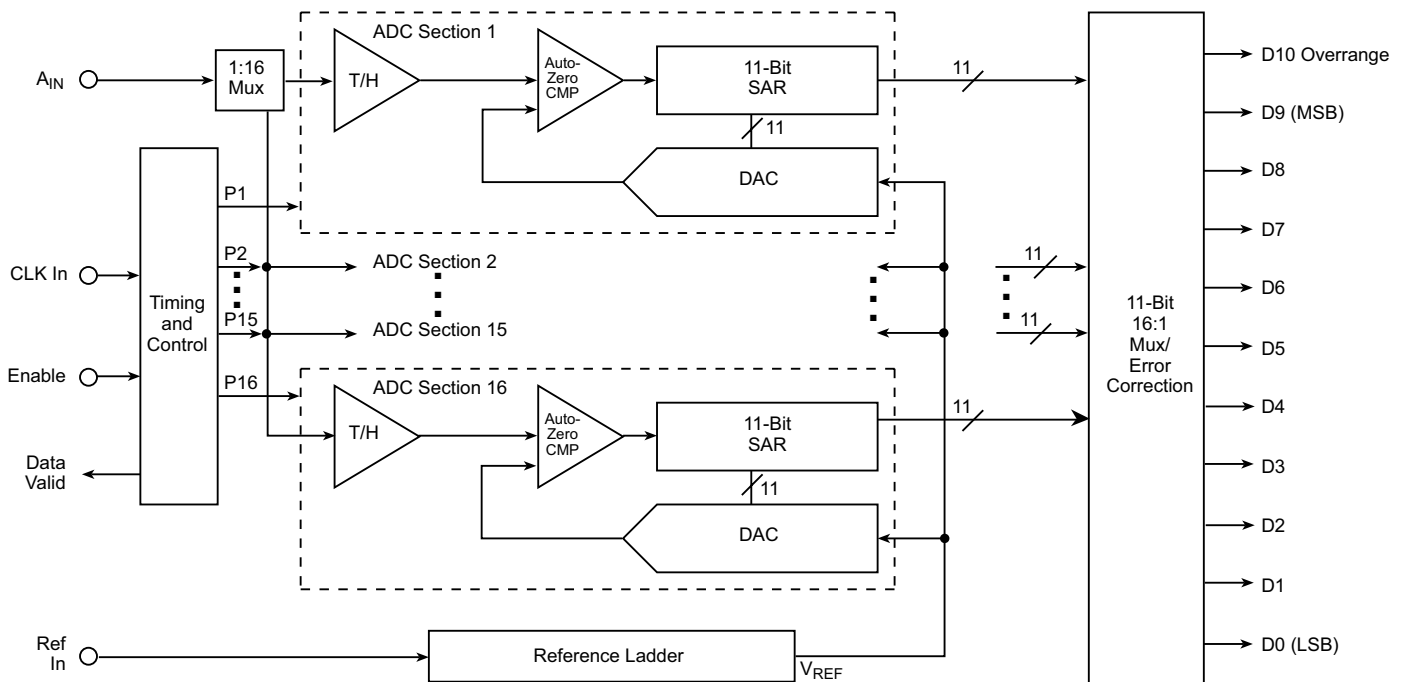 ADC Section 1
A_IN
1:16
Mux
T/H
Auto-
Zero
CMP
11-Bit
SAR
11
11
DAC
P1
CLK In
Enable
Data
Valid
Timing
and
Control
P2
P15
P16
ADC Section 2
ADC Section 15
11
11
ADC Section 16
T/H
Auto-
Zero
CMP
11-Bit
SAR
11
11
DAC
Ref
In
Reference Ladder
V_REF
11-Bit
16:1
Mux/
Error
Correction
D10 Overrange
D9 (MSB)
D8
D7
D6
D5
D4
D3
D2
D1
D0 (LSB)